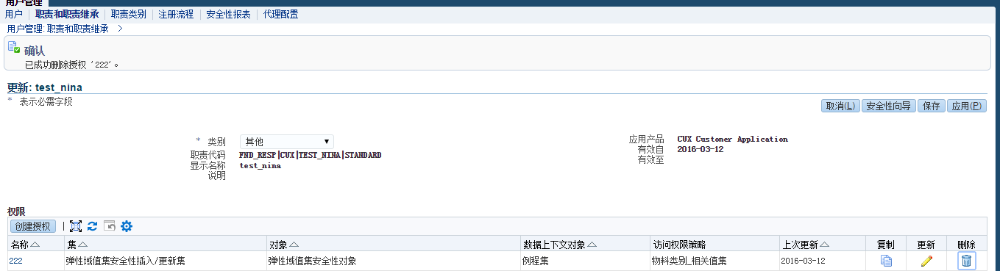 用户管理
用户 职责和职责继承 职责类别 注册流程 安全性报表 代理配置
用户管理: 职责和职责继承 >
确认
已成功删除授权 '222'。
更新: test_nina
* 表示必需字段
取消(L) 安全性向导 保存 应用(P)
* 类别 其他
职责代码 FND_RESP|CUX|TEST_NINA|STANDARD
显示名称 test_nina
说明
应用产品 CUX Customer Application
有效自 2016-03-12
有效至
权限
创建授权
名称 集 对象 数据上下文对象 访问权限策略 上次更新 复制 更新 删除
222 弹性域值集安全性插入/更新集 弹性域值集安全性对象 例程集 物料类别_相关值集 2016-03-12